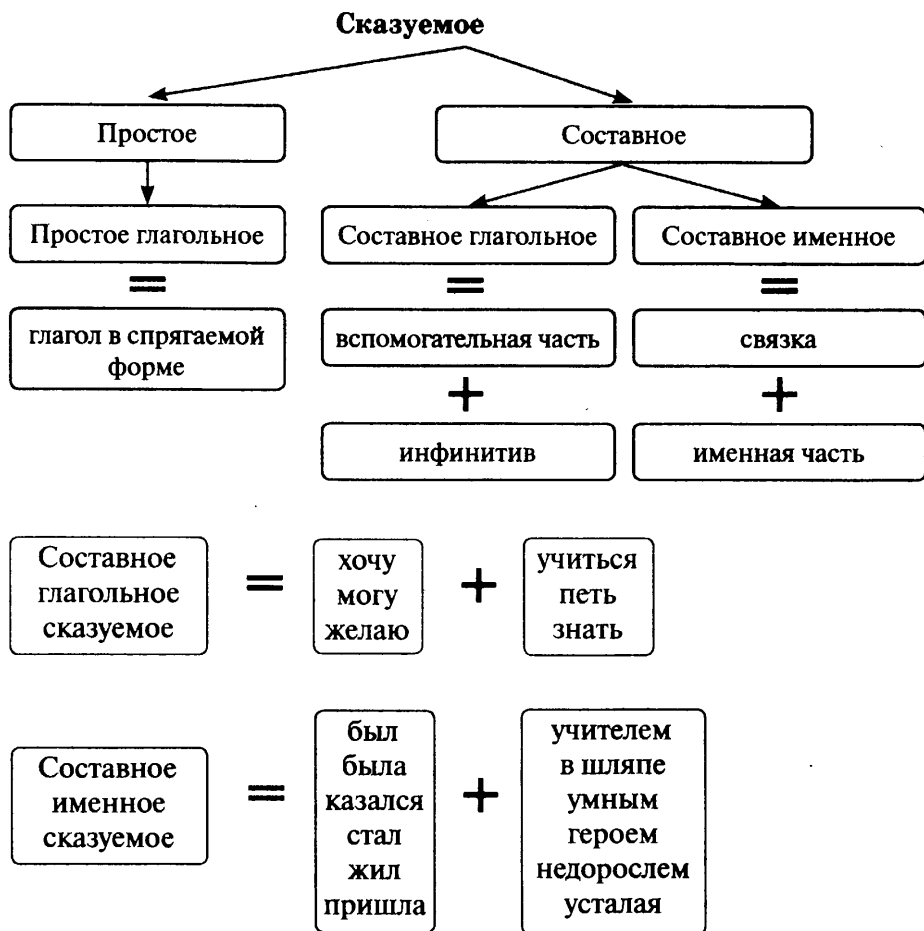 Сказуемое
Простое
Составное
Простое глагольное
Составное глагольное
Составное именное
=
=
=
глагол в спрягаемой
форме
вспомогательная часть
связка
+
+
инфинитив
именная часть
Составное
глагольное
сказуемое
=
хочу
могу
желаю
+
учиться
петь
знать
Составное
именное
сказуемое
=
был
была
казался
стал
жил
пришла
+
учителем
в шляпе
умным
героем
недорослем
усталая